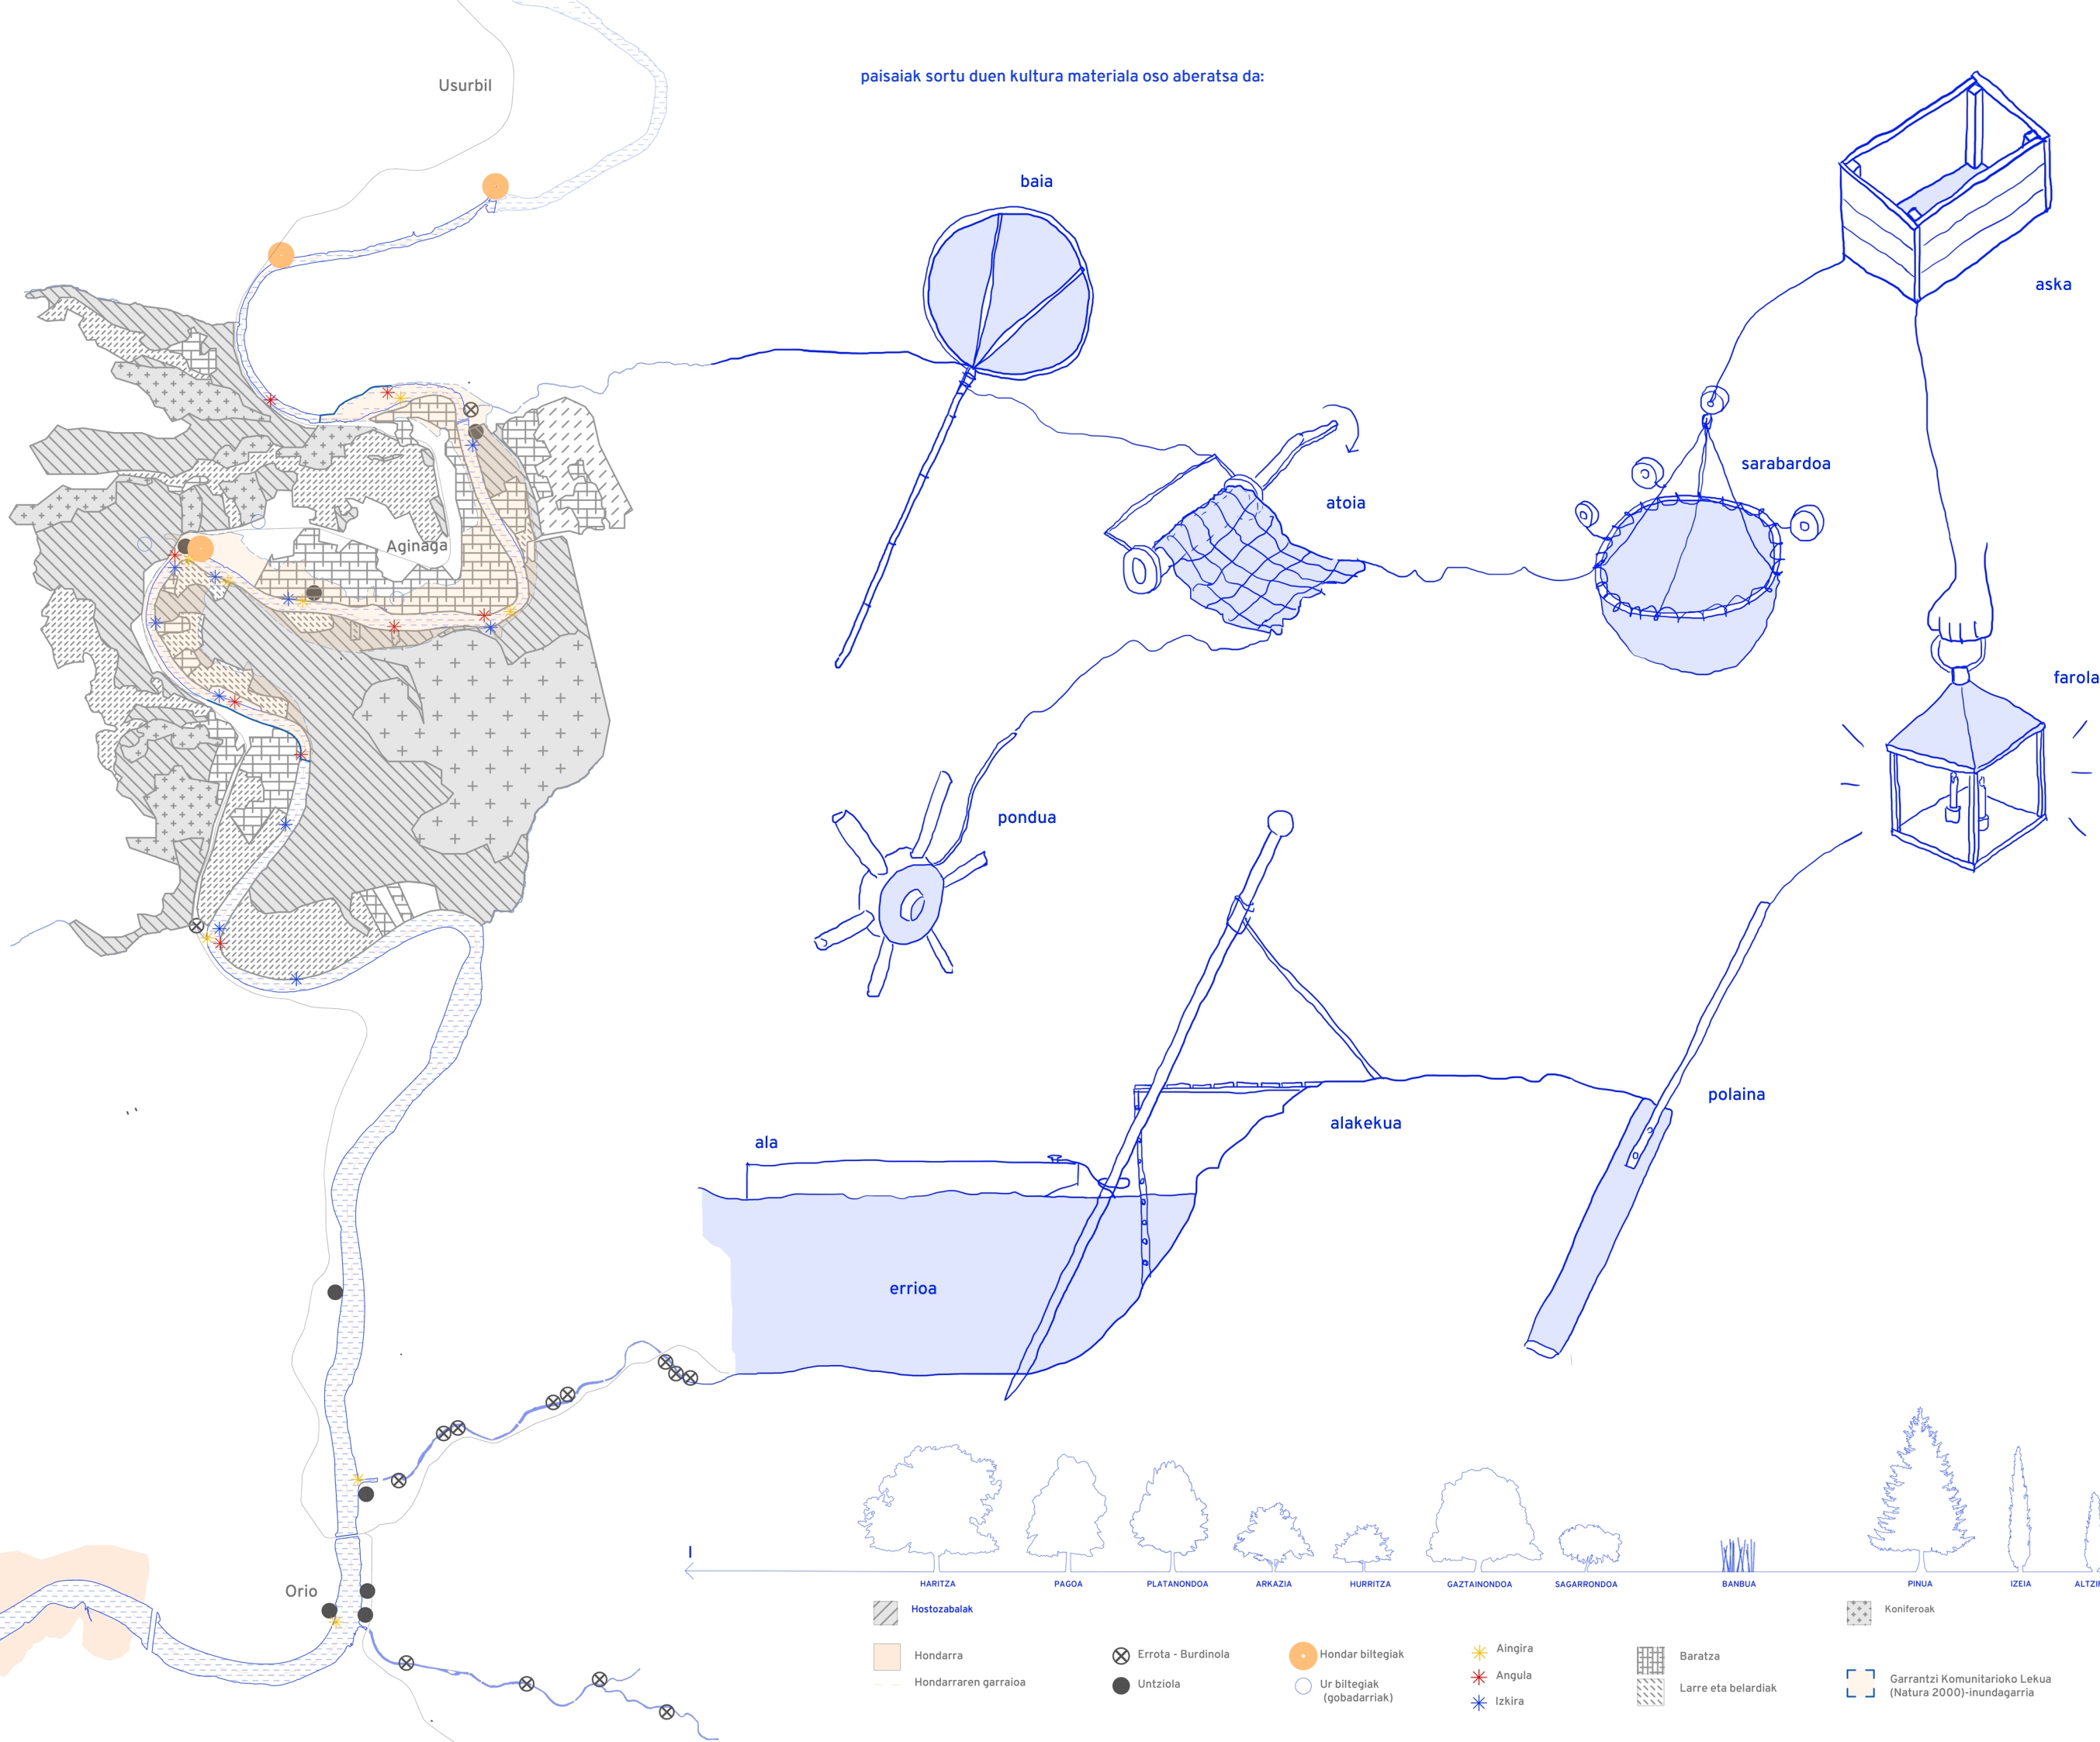 Usurbil
paisaiak sortu duen kultura materiala oso aberatsa da:
baia
aska
sarabardoa
atoia
Aginaga
farola
pondua
polaina
alakekua
ala
errioa
Orio
HARITZA
PAGOA
PLATANONDOA
ARKAZIA
HURRITZA
GAZTAINONDOA
SAGARRONDOA
BANBUA
PINUA
IZEIA
Hostozabalak
Koniferoak
Hondarra
Hondarraren garraioa
Errota - Burdinola
Untziola
Hondar biltegiak
Ur biltegiak
(gobadarriak)
Aingira
Angula
Izkira
Baratza
Larre eta belardiak
Garrantzi Komunitarioko Lekua
(Natura 2000)-inundagarria